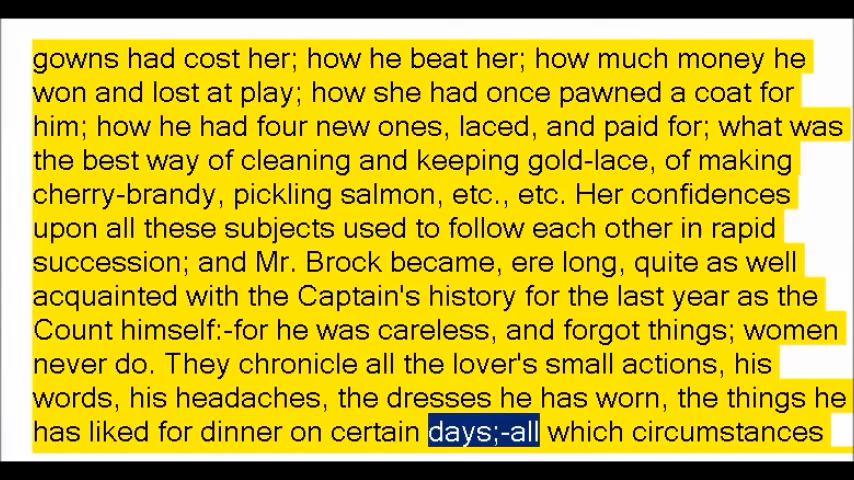 gowns had cost her; how he beat her; how much money he
won and lost at play; how she had once pawned a coat for
him; how he had four new ones, laced, and paid for; what was
the best way of cleaning and keeping gold-lace, of making
cherry-brandy, pickling salmon, etc., etc. Her confidences
upon all these subjects used to follow each other in rapid
succession; and Mr. Brock became, ere long, quite as well
acquainted with the Captain's history for the last year as the
Count himself:-for he was careless, and forgot things; women
never do. They chronicle all the lover's small actions, his
words, his headaches, the dresses he has worn, the things he
has liked for dinner on certain days;-all which circumstances